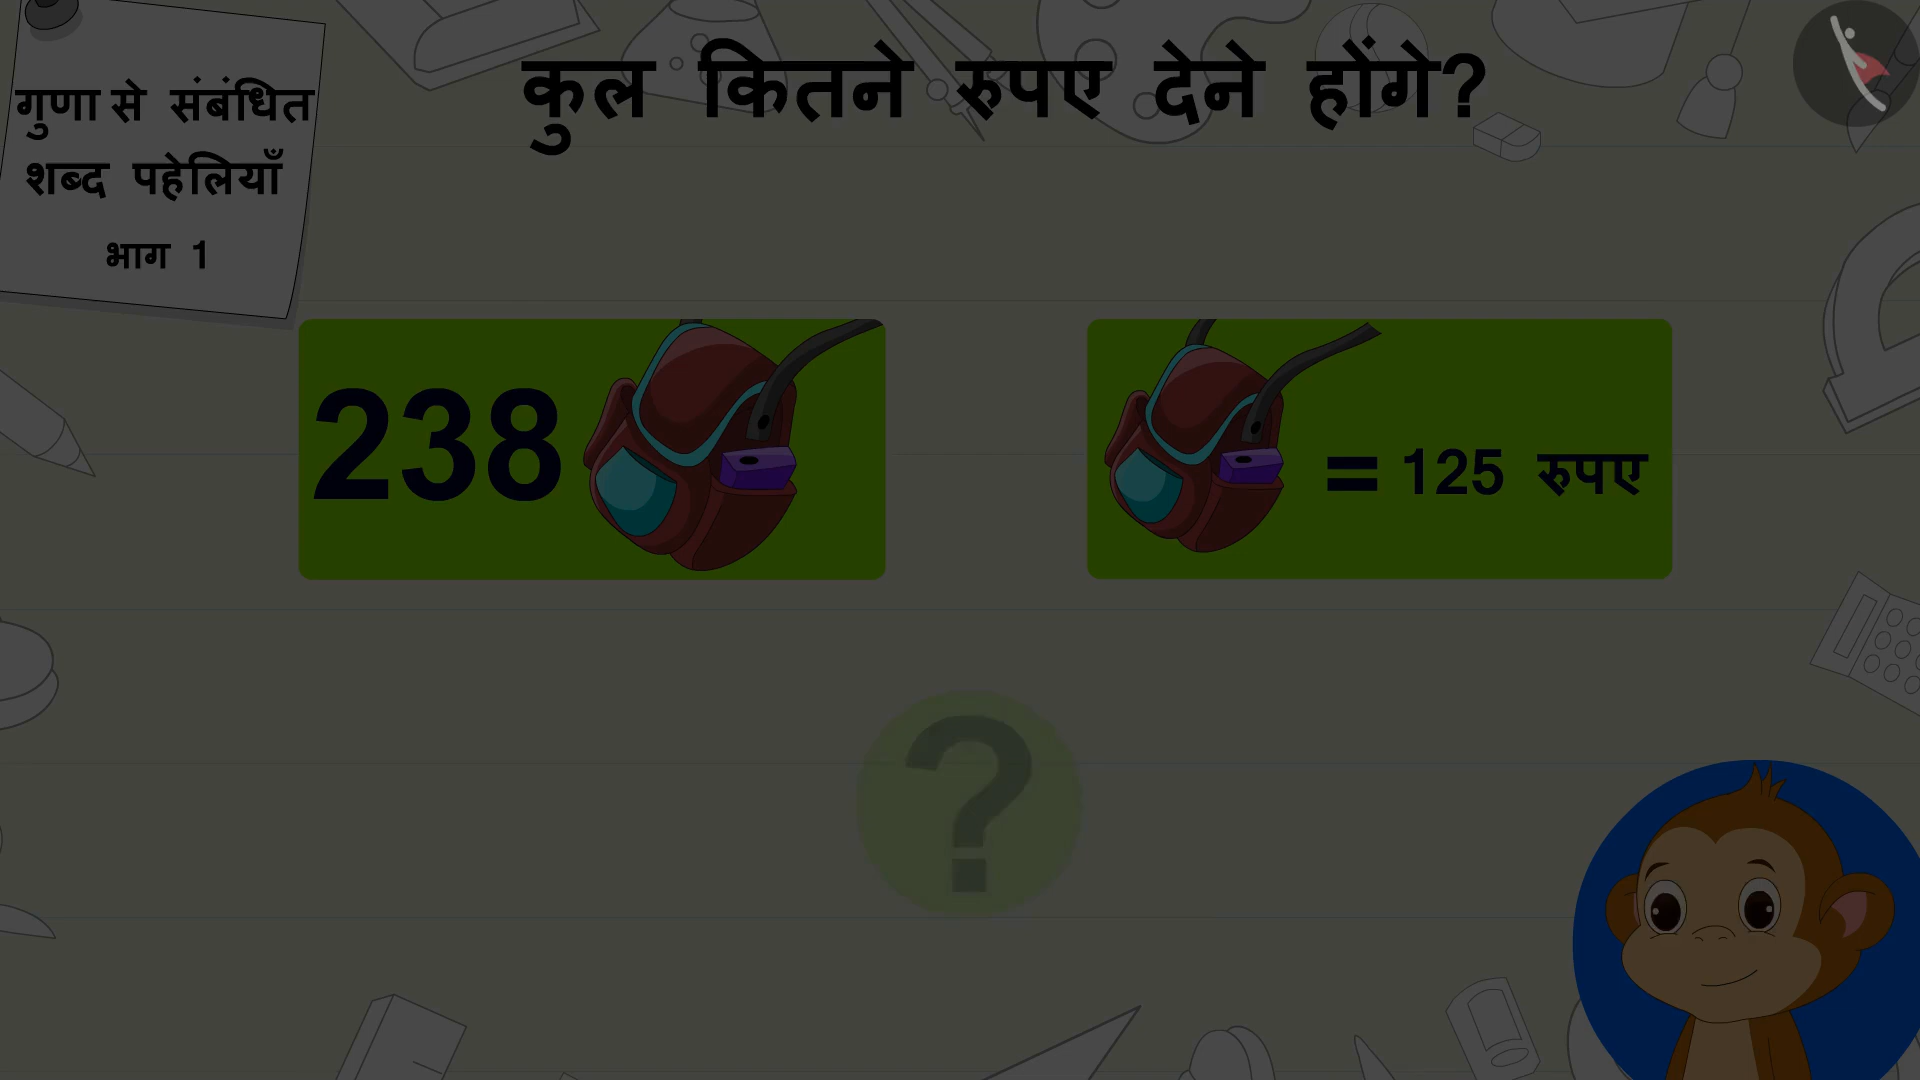 कुल कितने रुपए देने होंगे?
गुणा से संबंधित
शब्द पहेलियाँ
भाग 1
238
= 125 रुपए
?